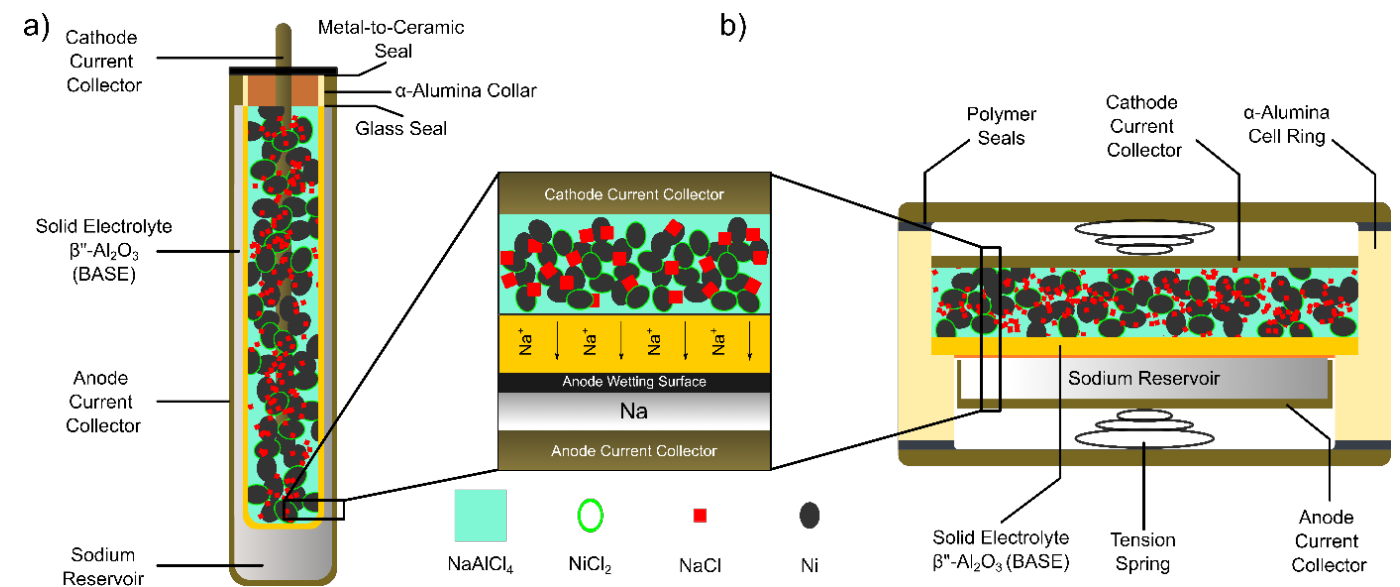 a)
Cathode
Current
Collector
Metal-to-Ceramic
Seal
α-Alumina Collar
Glass Seal
Solid Electrolyte
β"-Al₂O₃
(BASE)
Anode
Current
Collector
Sodium
Reservoir
Cathode Current Collector
Na⁺ Na⁺ Na⁺ Na⁺
Anode Wetting Surface
Na
Anode Current Collector
NaAlCl₄
NiCl₂
NaCl
Ni
b)
Polymer
Seals
Cathode
Current
Collector
α-Alumina
Cell Ring
Sodium Reservoir
Solid Electrolyte
β"-Al₂O₃ (BASE)
Tension
Spring
Anode
Current
Collector